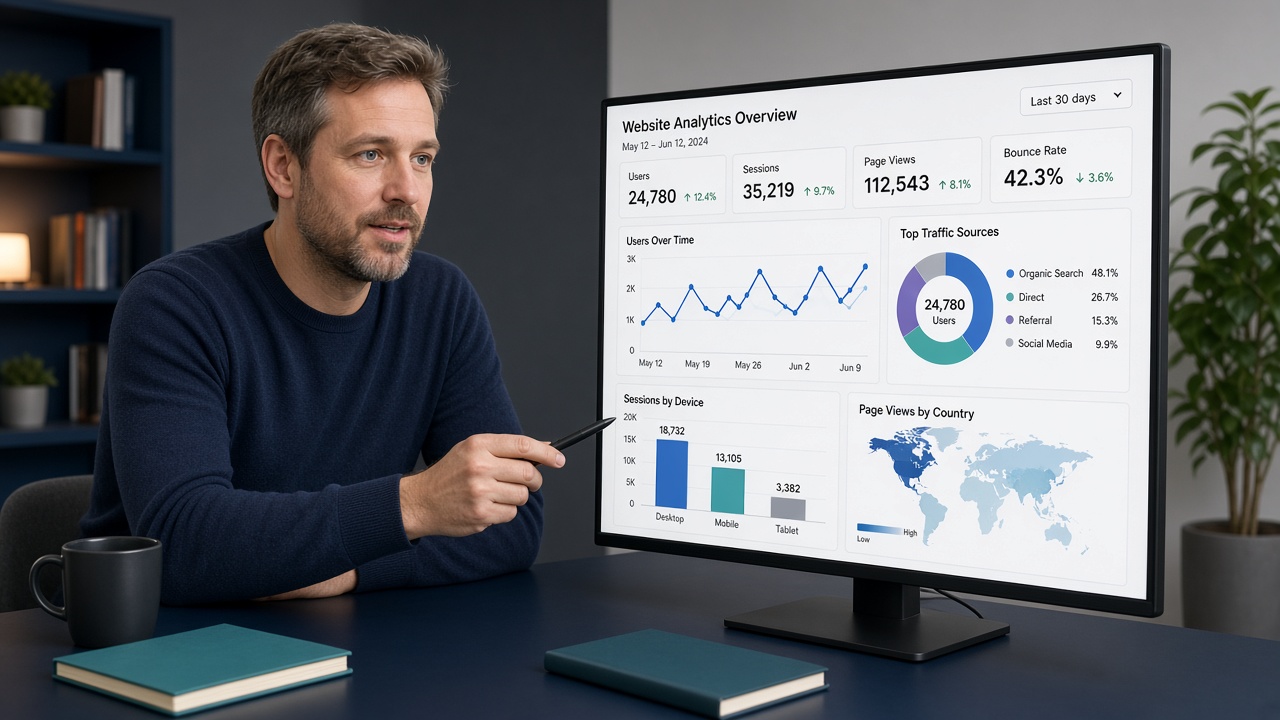 Website Analytics Overview
Last 30 days
May 12 – Jun 12, 2024
Users
24,780 ↑ 12.4%
Sessions
35,219 ↑ 9.7%
Page Views
112,543 ↑ 8.1%
Bounce Rate
42.3% ↓ 3.6%
Users Over Time
3K
2K
1K
0
May 12 May 19 May 26 Jun 2 Jun 9
Top Traffic Sources
24,780
Users
Organic Search 48.1%
Direct 26.7%
Referral 15.3%
Social Media 9.9%
Sessions by Device
20K
15K
10K
5K
0
18,732
13,105
3,382
Desktop Mobile Tablet
Page Views by Country
Low High